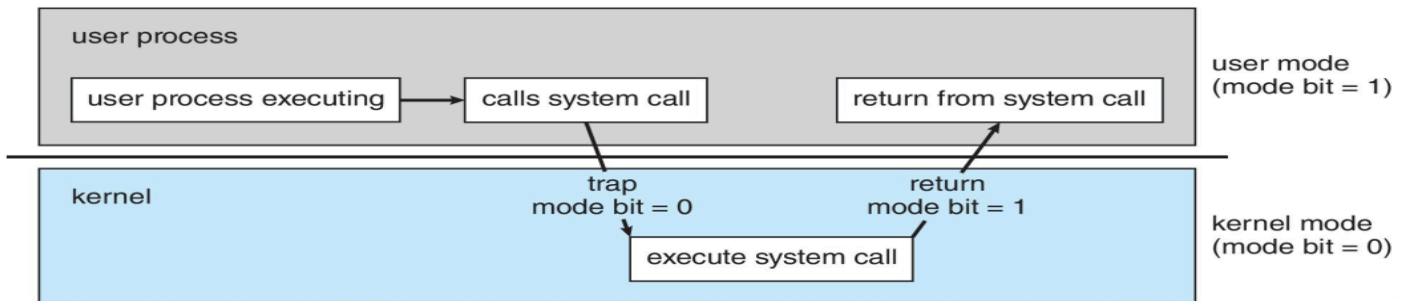 user process
user process executing
calls system call
return from system call
user mode
(mode bit = 1)
kernel
trap
mode bit = 0
return
mode bit = 1
execute system call
kernel mode
(mode bit = 0)